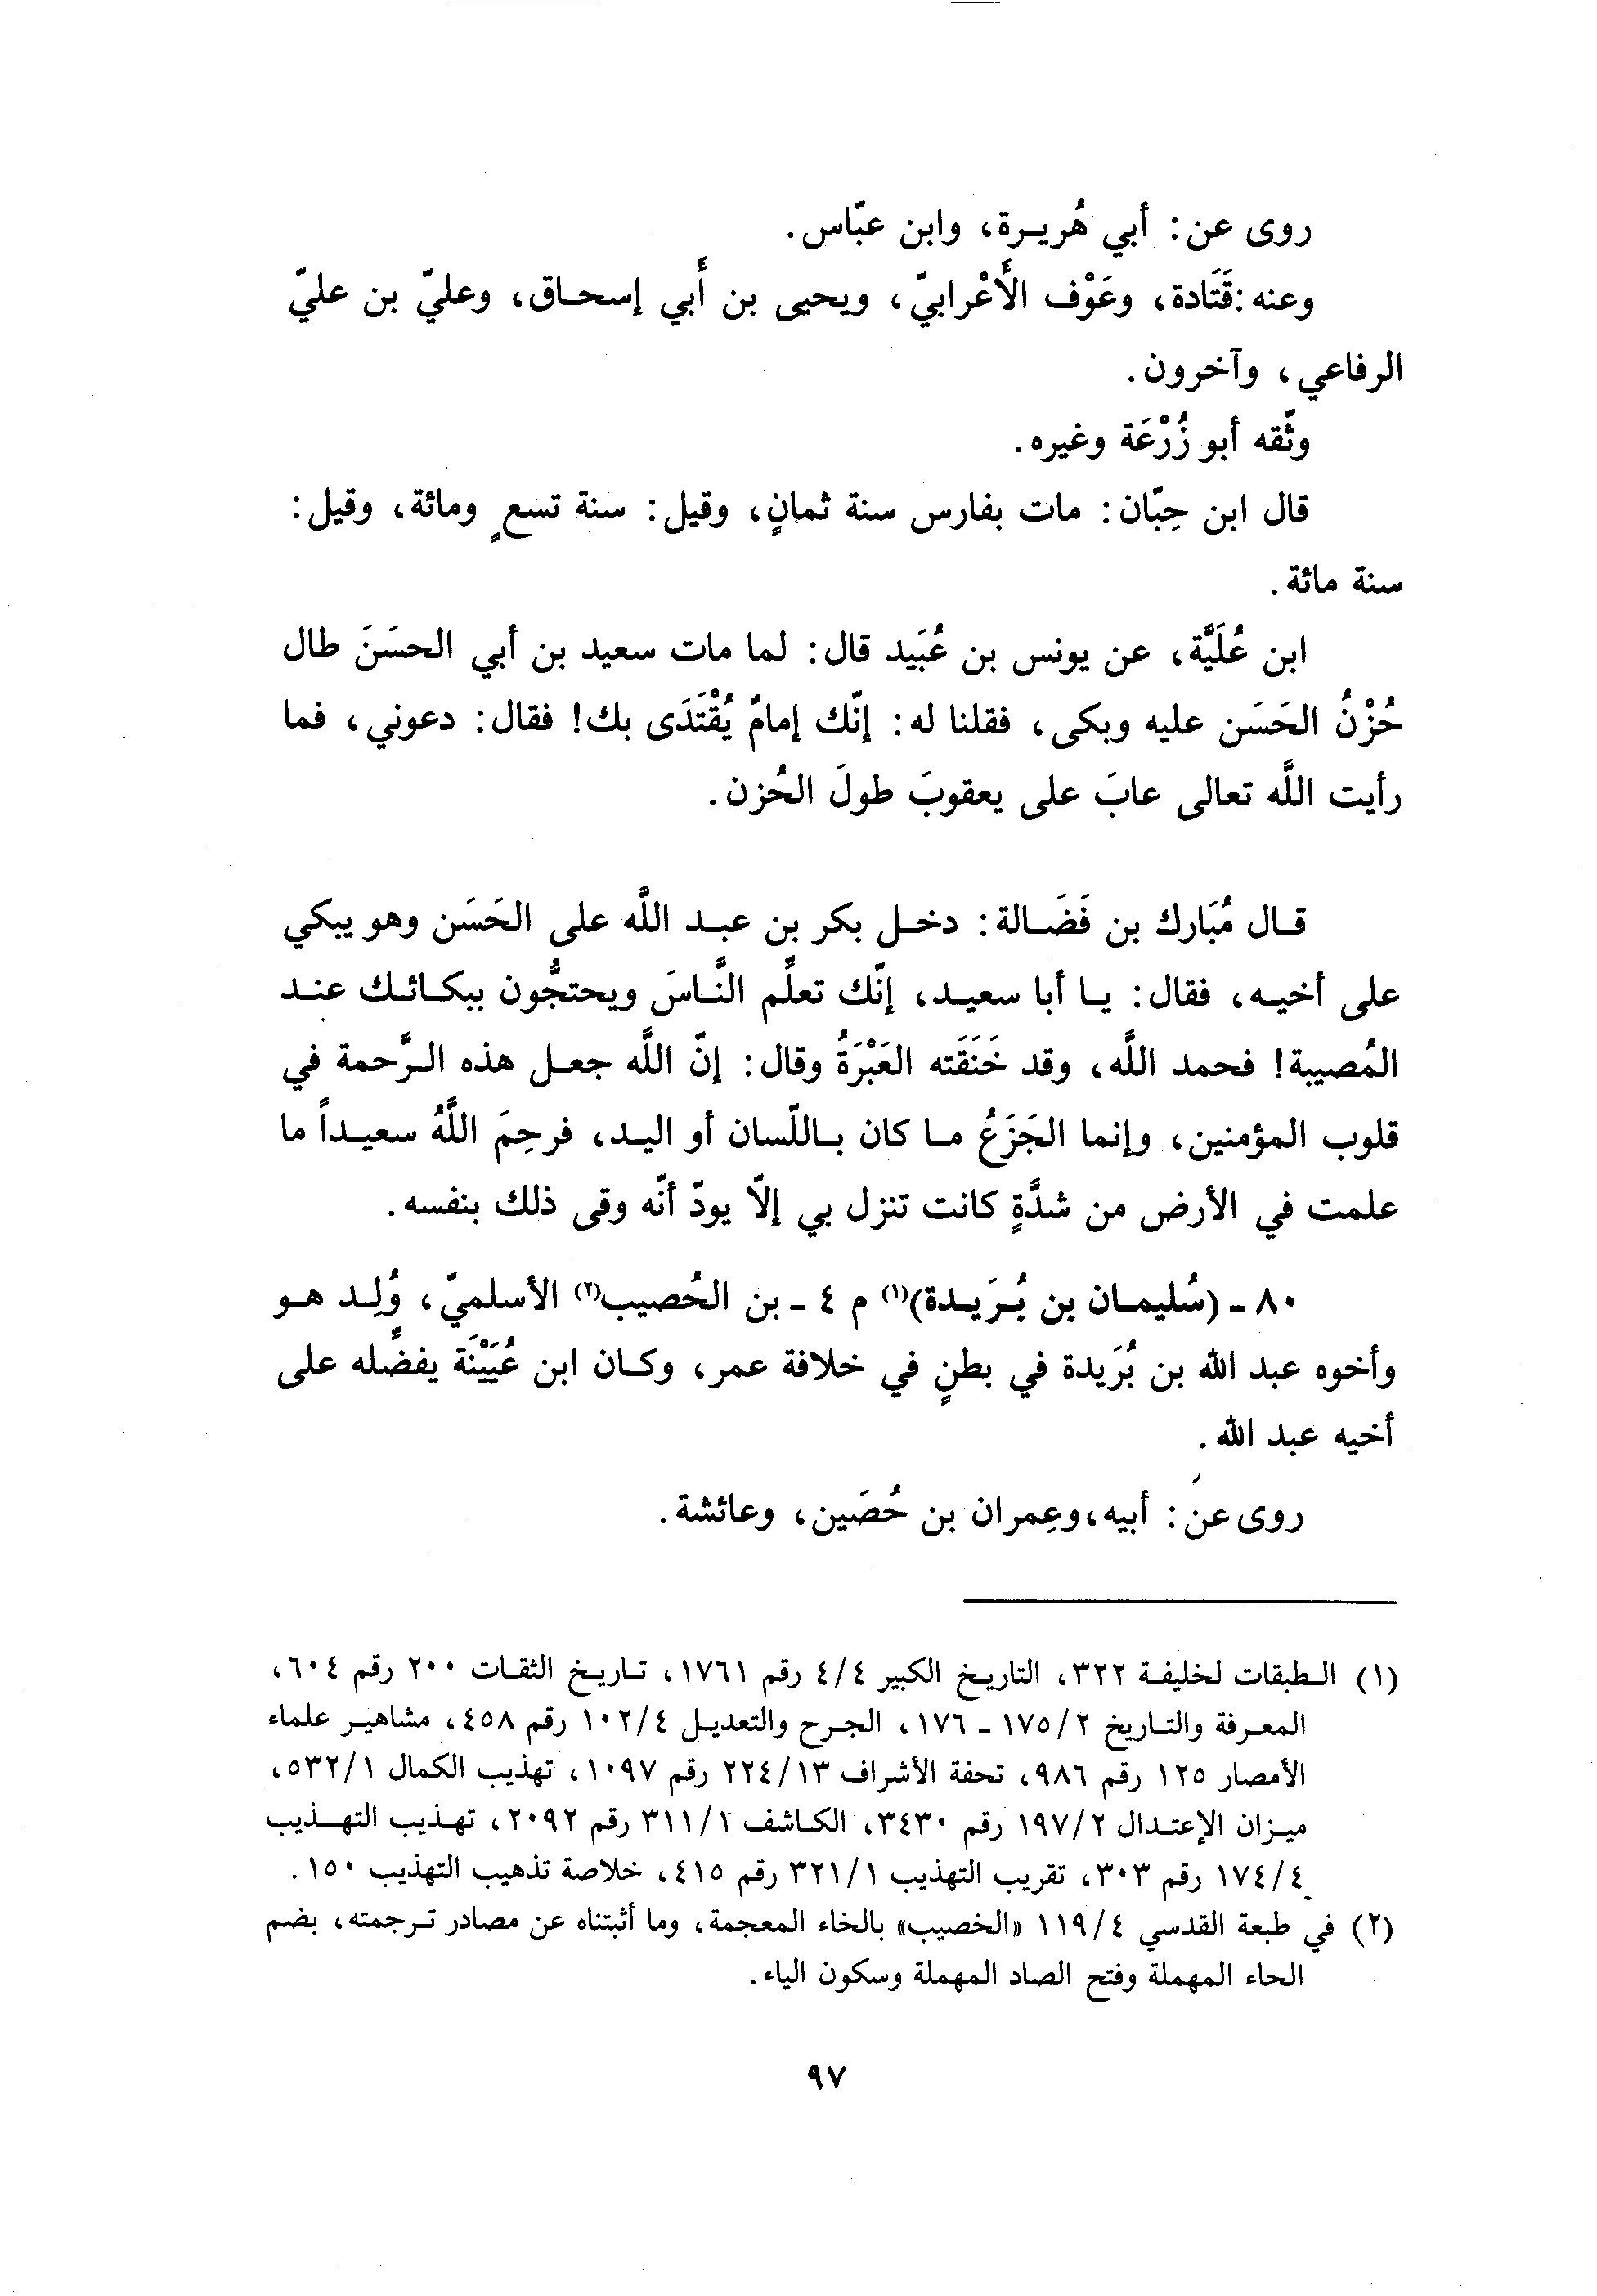 روى عن: أبي هُريـرة، وابن عبّاس.
وعنه:قَتَادة، وعَوْف الأَعْرابيّ، ويحيى بن أَبي إسحـاق، وعليّ بن عليّ
الرفاعي، وآخرون.
وثّقه أبو زُرْعَة وغيره.
قال ابن حِبّان: مات بفارس سنة ثمانٍ، وقيل: سنة تسعٍ ومائة، وقيل:
سنة مائة.
ابن عُلَيَّة، عن يونس بن عُبَيد قال: لما مات سعيد بن أبي الحسَنَ طال
حُزْنُ الحَسَن عليه وبكى، فقلنا له: إنّك إمامٌ يُقْتَدَى بك! فقال: دعوني، فما
رأيت اللَّه تعالى عابَ على يعقوبَ طولَ الحُزن.
قـال مُبَارك بن فَضَـالة: دخـل بكر بن عبـد اللَّه على الحَسَن وهو يبكي
على أخيـه، فقال: يـا أبا سعيـد، إنّك تعلِّم النَّـاسَ ويحتجُّون ببكـائـك عنـد
المُصيبة! فحمد اللَّه، وقد خَنَقَته العَبْرَةُ وقال: إنّ اللَّه جعـل هذه الـرَّحمة في
قلوب المؤمنين، وإنما الجَزَعُ مـا كان بـاللّسان أو اليـد، فرحِمَ اللَّهُ سعيـداً ما
علمت في الأرض من شدَّةٍ كانت تنزل بي إلاّ يودّ أنّه وقى ذلك بنفسه.
٨٠ ـ (سُليمـان بن بُـرَيـدة)(١) م ٤ ـ بن الحُصيب(٢) الأسلميّ، وُلِـد هـو
وأخوه عبد الله بن بُرَيدة في بطنٍ في خلافة عمر، وكـان ابن عُيَيْنَة يفضِّله على
أخيه عبد الله.
روى عن: أبيه،وعِمران بن حُصَين، وعائشة.
(١) الـطبقات لخليفـة ٣٢٢، التاريـخ الكبير ٤/٤ رقم ١٧٦١، تـاريـخ الثقـات ٢٠٠ رقم ٦٠٤،
المعـرفة والتـاريخ ١٧٥/٢ ـ ١٧٦، الجـرح والتعديـل ١٠٢/٤ رقم ٤٥٨، مشاهيـر علماء
الأمصار ١٢٥ رقم ٩٨٦، تحفة الأشراف ٢٢٤/١٣ رقم ١٠٩٧، تهذيب الكمال ٥٣٢/١،
ميـزان الإعتـدال ١٩٧/٢ رقم ٣٤٣٠، الكـاشف ٣١١/١ رقم ٢٠٩٢، تهـذيب التهـذيب
١٧٤/٤ رقم ٣٠٣، تقريب التهذيب ٣٢١/١ رقم ٤١٥، خلاصة تذهيب التهذيب ١٥٠.
(٢) في طبعة القدسي ١١٩/٤ «الخصيب» بالخاء المعجمة، وما أثبتناه عن مصادر تـرجمته، بضم
الحاء المهملة وفتح الصاد المهملة وسكون الياء.
٩٧